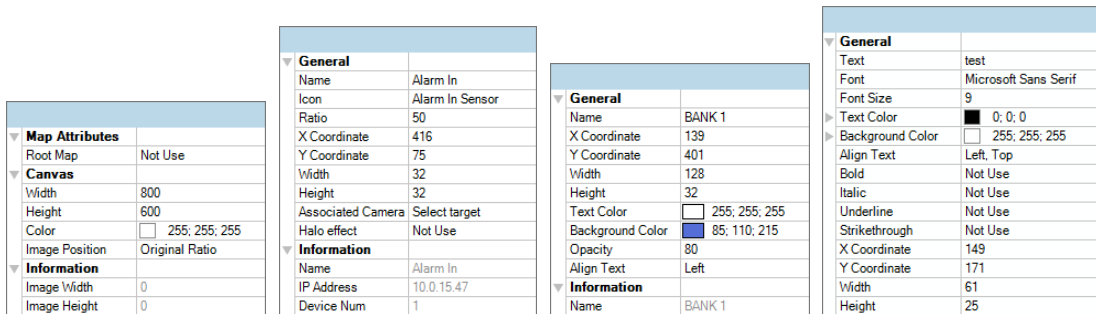 Map Attributes
Root Map Not Use
Canvas
Width 800
Height 600
Color 255; 255; 255
Image Position Original Ratio
Information
Image Width 0
Image Height 0
General
Name Alarm In
Icon Alarm In Sensor
Ratio 50
X Coordinate 416
Y Coordinate 75
Width 32
Height 32
Associated Camera Select target
Halo effect Not Use
Information
Name Alarm In
IP Address 10.0.15.47
Device Num 1
General
Name BANK 1
X Coordinate 139
Y Coordinate 401
Width 128
Height 32
Text Color 255; 255; 255
Background Color 85; 110; 215
Opacity 80
Align Text Left
Information
Name BANK 1
General
Text test
Font Microsoft Sans Serif
Font Size 9
Text Color 0; 0; 0
Background Color 255; 255; 255
Align Text Left, Top
Bold Not Use
Italic Not Use
Underline Not Use
Strikethrough Not Use
X Coordinate 149
Y Coordinate 171
Width 61
Height 25